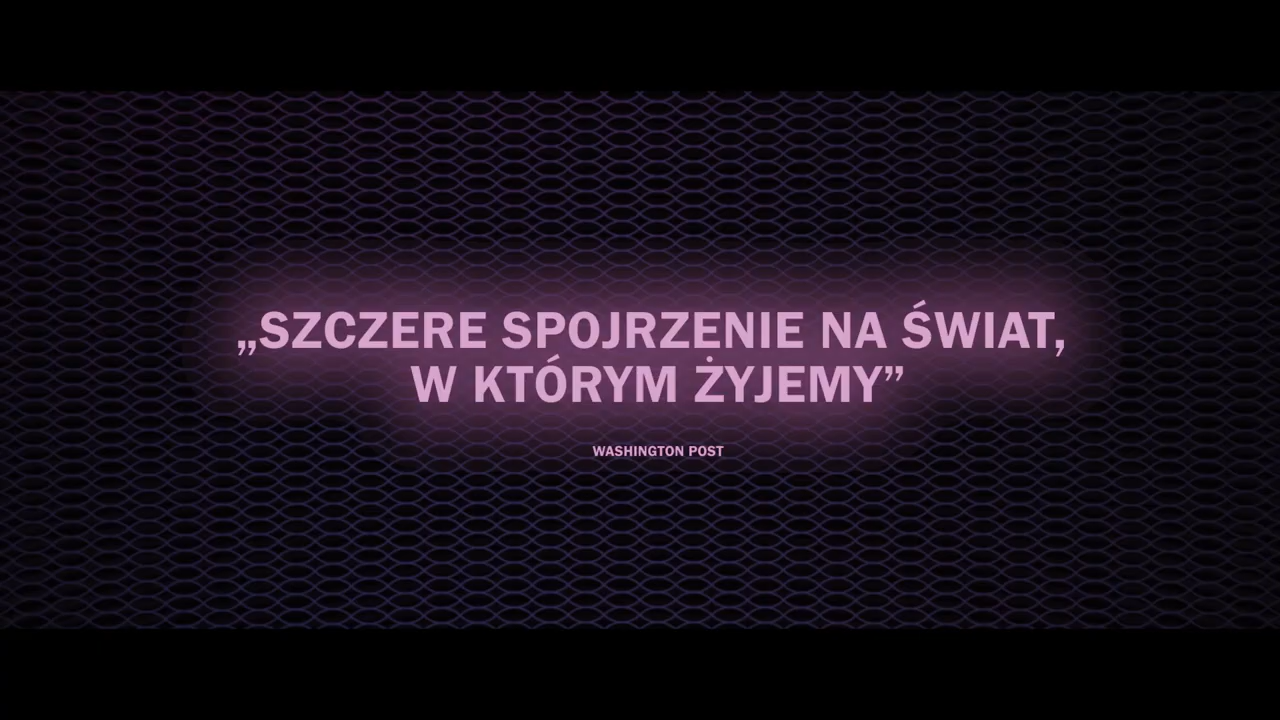 „SZCZERE SPOJRZENIE NA ŚWIAT,
W KTÓRYM ŻYJEMY”
WASHINGTON POST